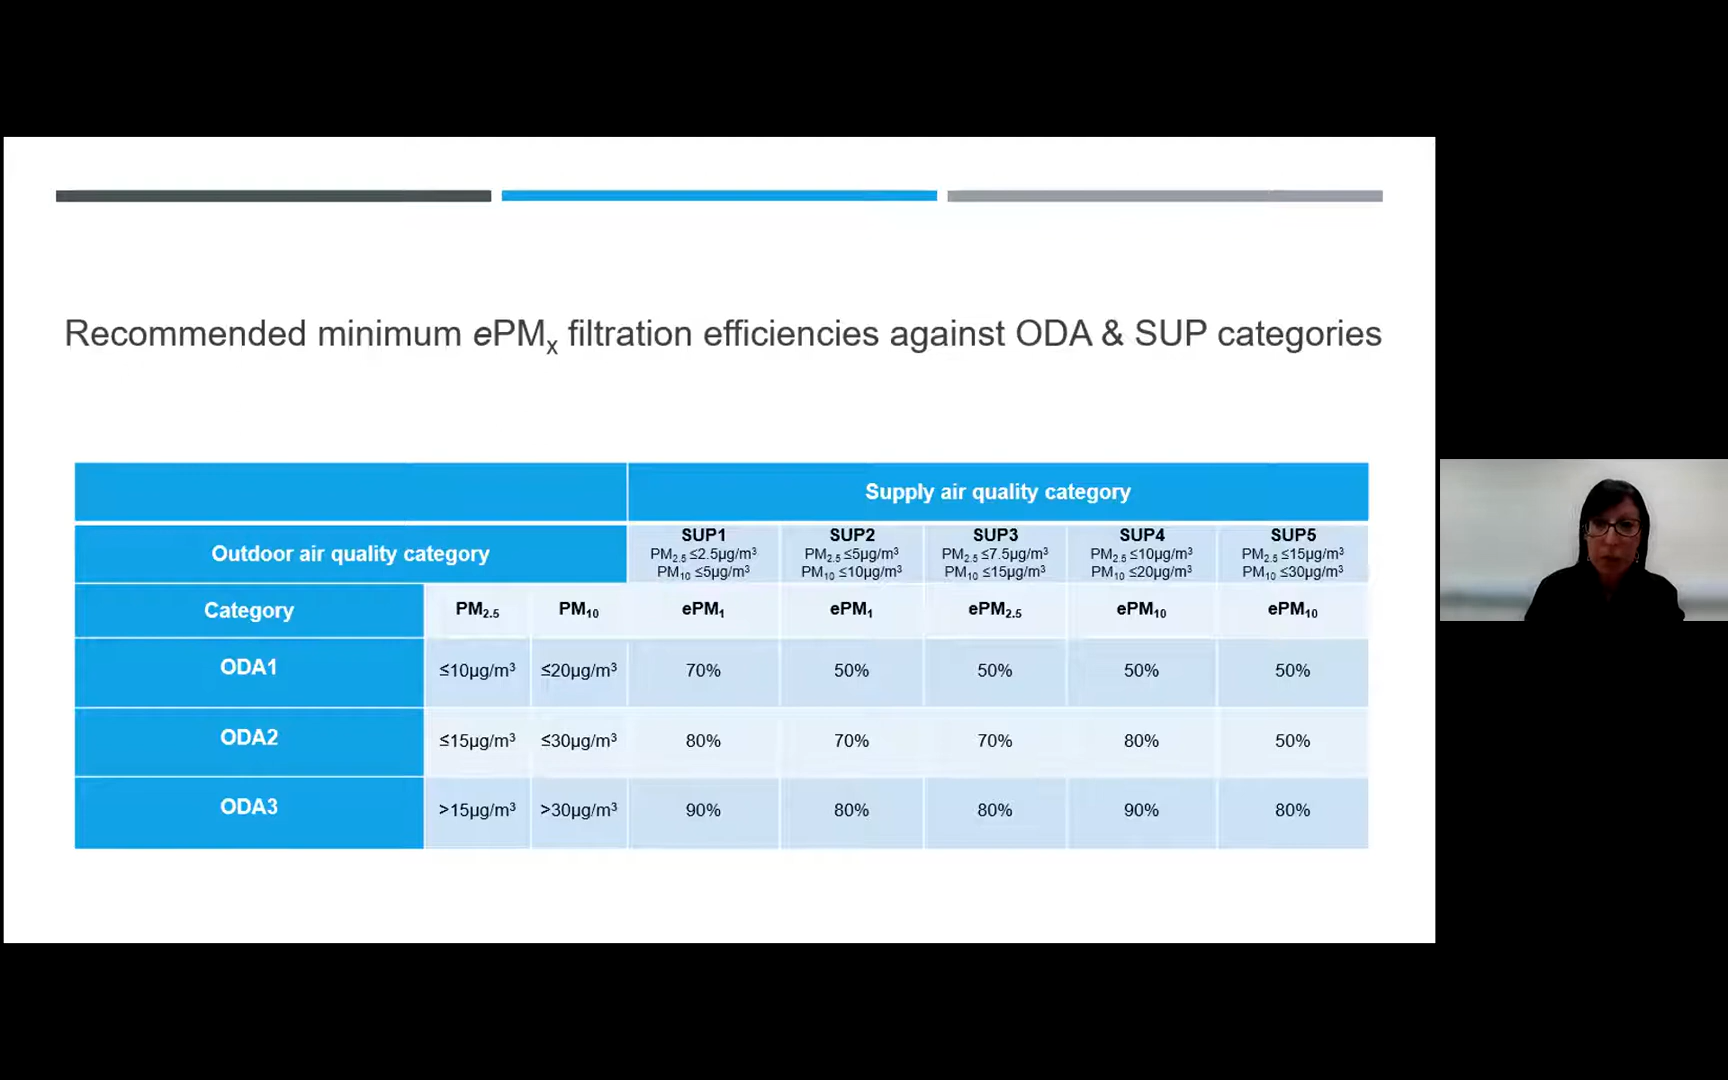 Recommended minimum ePMx filtration efficiencies against ODA & SUP categories
Supply air quality category
Outdoor air quality category
SUP1
PM2.5 ≤2.5µg/m³
PM10 ≤5µg/m³
SUP2
PM2.5 ≤5µg/m³
PM10 ≤10µg/m³
SUP3
PM2.5 ≤7.5µg/m³
PM10 ≤15µg/m³
SUP4
PM2.5 ≤10µg/m³
PM10 ≤20µg/m³
SUP5
PM2.5 ≤15µg/m³
PM10 ≤30µg/m³
Category PM2.5 PM10 ePM1 ePM1 ePM2.5 ePM10 ePM10
ODA1 ≤10µg/m³ ≤20µg/m³ 70% 50% 50% 50% 50%
ODA2 ≤15µg/m³ ≤30µg/m³ 80% 70% 70% 80% 50%
ODA3 >15µg/m³ >30µg/m³ 90% 80% 80% 90% 80%